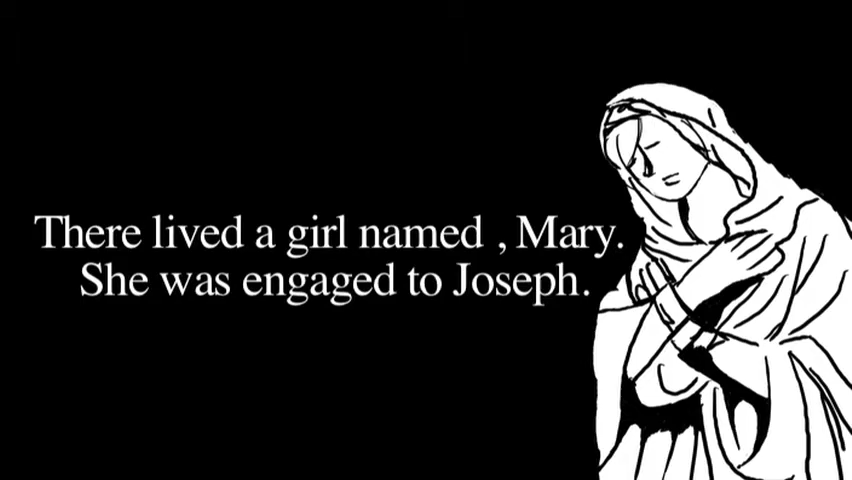 There lived a girl named , Mary.
She was engaged to Joseph.